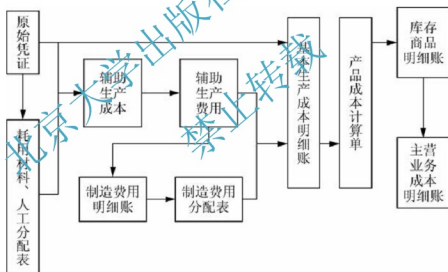 原始凭证
耗用材料、人工分配表
辅助
生产
成本
辅助
生产
费用
制造费用
明细账
制造费用
分配表
基本生产成本明细账
产品成本计算单
库存
商品
明细账
主营
业务
成本
明细账
北京大学出版社
禁止转载